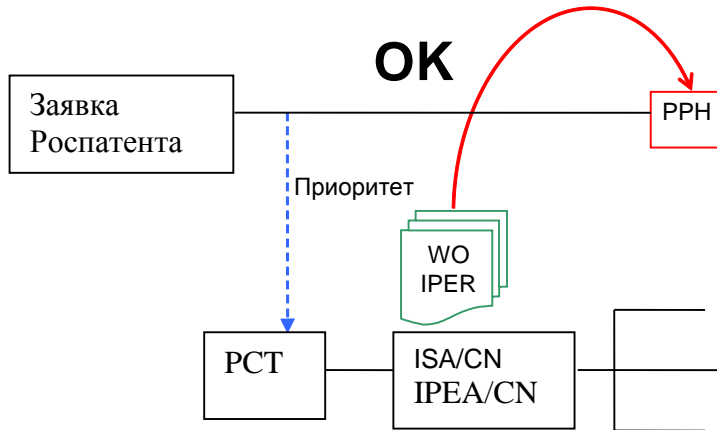 OK
Заявка
Роспатента
PPH
Приоритет
WO
IPER
PCT
ISA/CN
IPEA/CN